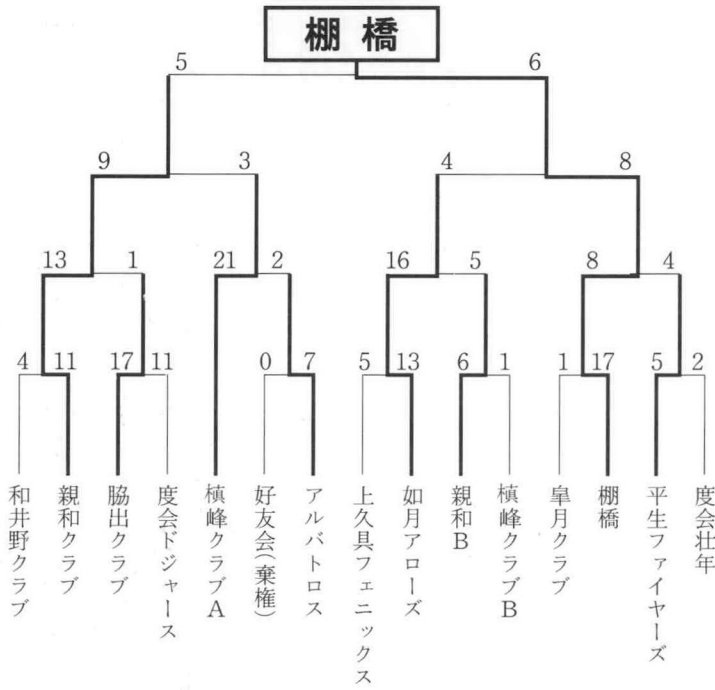 棚橋
5
6
9
3
4
8
13
1
21
2
16
5
8
4
4
11
17
11
0
7
5
13
6
1
1
17
5
2
和井野クラブ
親和クラブ
脇出クラブ
度会ドジャース
槙峰クラブA
好友会(棄権)
アルバトロス
上久具フェニックス
如月アローズ
親和B
槙峰クラブB
皐月クラブ
棚橋
平生ファイヤーズ
度会壮年